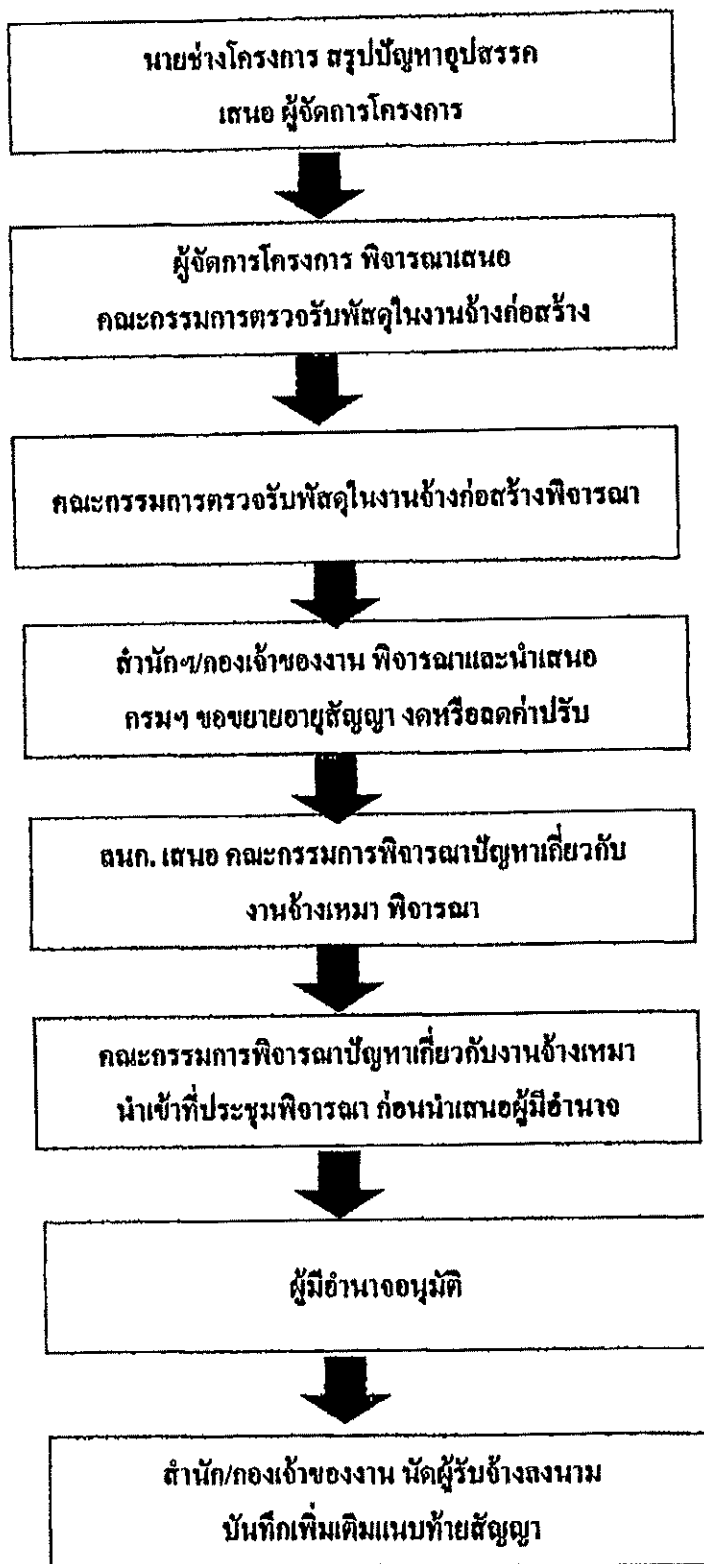 นายช่างโครงการ สรุปปัญหาอุปสรรค
เสนอ ผู้จัดการโครงการ
ผู้จัดการโครงการ พิจารณาเสนอ
คณะกรรมการตรวจรับพัสดุในงานจ้างก่อสร้าง
คณะกรรมการตรวจรับพัสดุในงานจ้างก่อสร้างพิจารณา
สำนักฯ/กองเจ้าของงาน พิจารณาและนำเสนอ
กรมฯ ขอขยายอายุสัญญา งดหรือลดค่าปรับ
ลนก. เสนอ คณะกรรมการพิจารณาปัญหาเกี่ยวกับ
งานจ้างเหมา พิจารณา
คณะกรรมการพิจารณาปัญหาเกี่ยวกับงานจ้างเหมา
นำเข้าที่ประชุมพิจารณา ก่อนนำเสนอผู้มีอำนาจ
ผู้มีอำนาจอนุมัติ
สำนัก/กองเจ้าของงาน นัดผู้รับจ้างลงนาม
บันทึกเพิ่มเติมแนบท้ายสัญญา